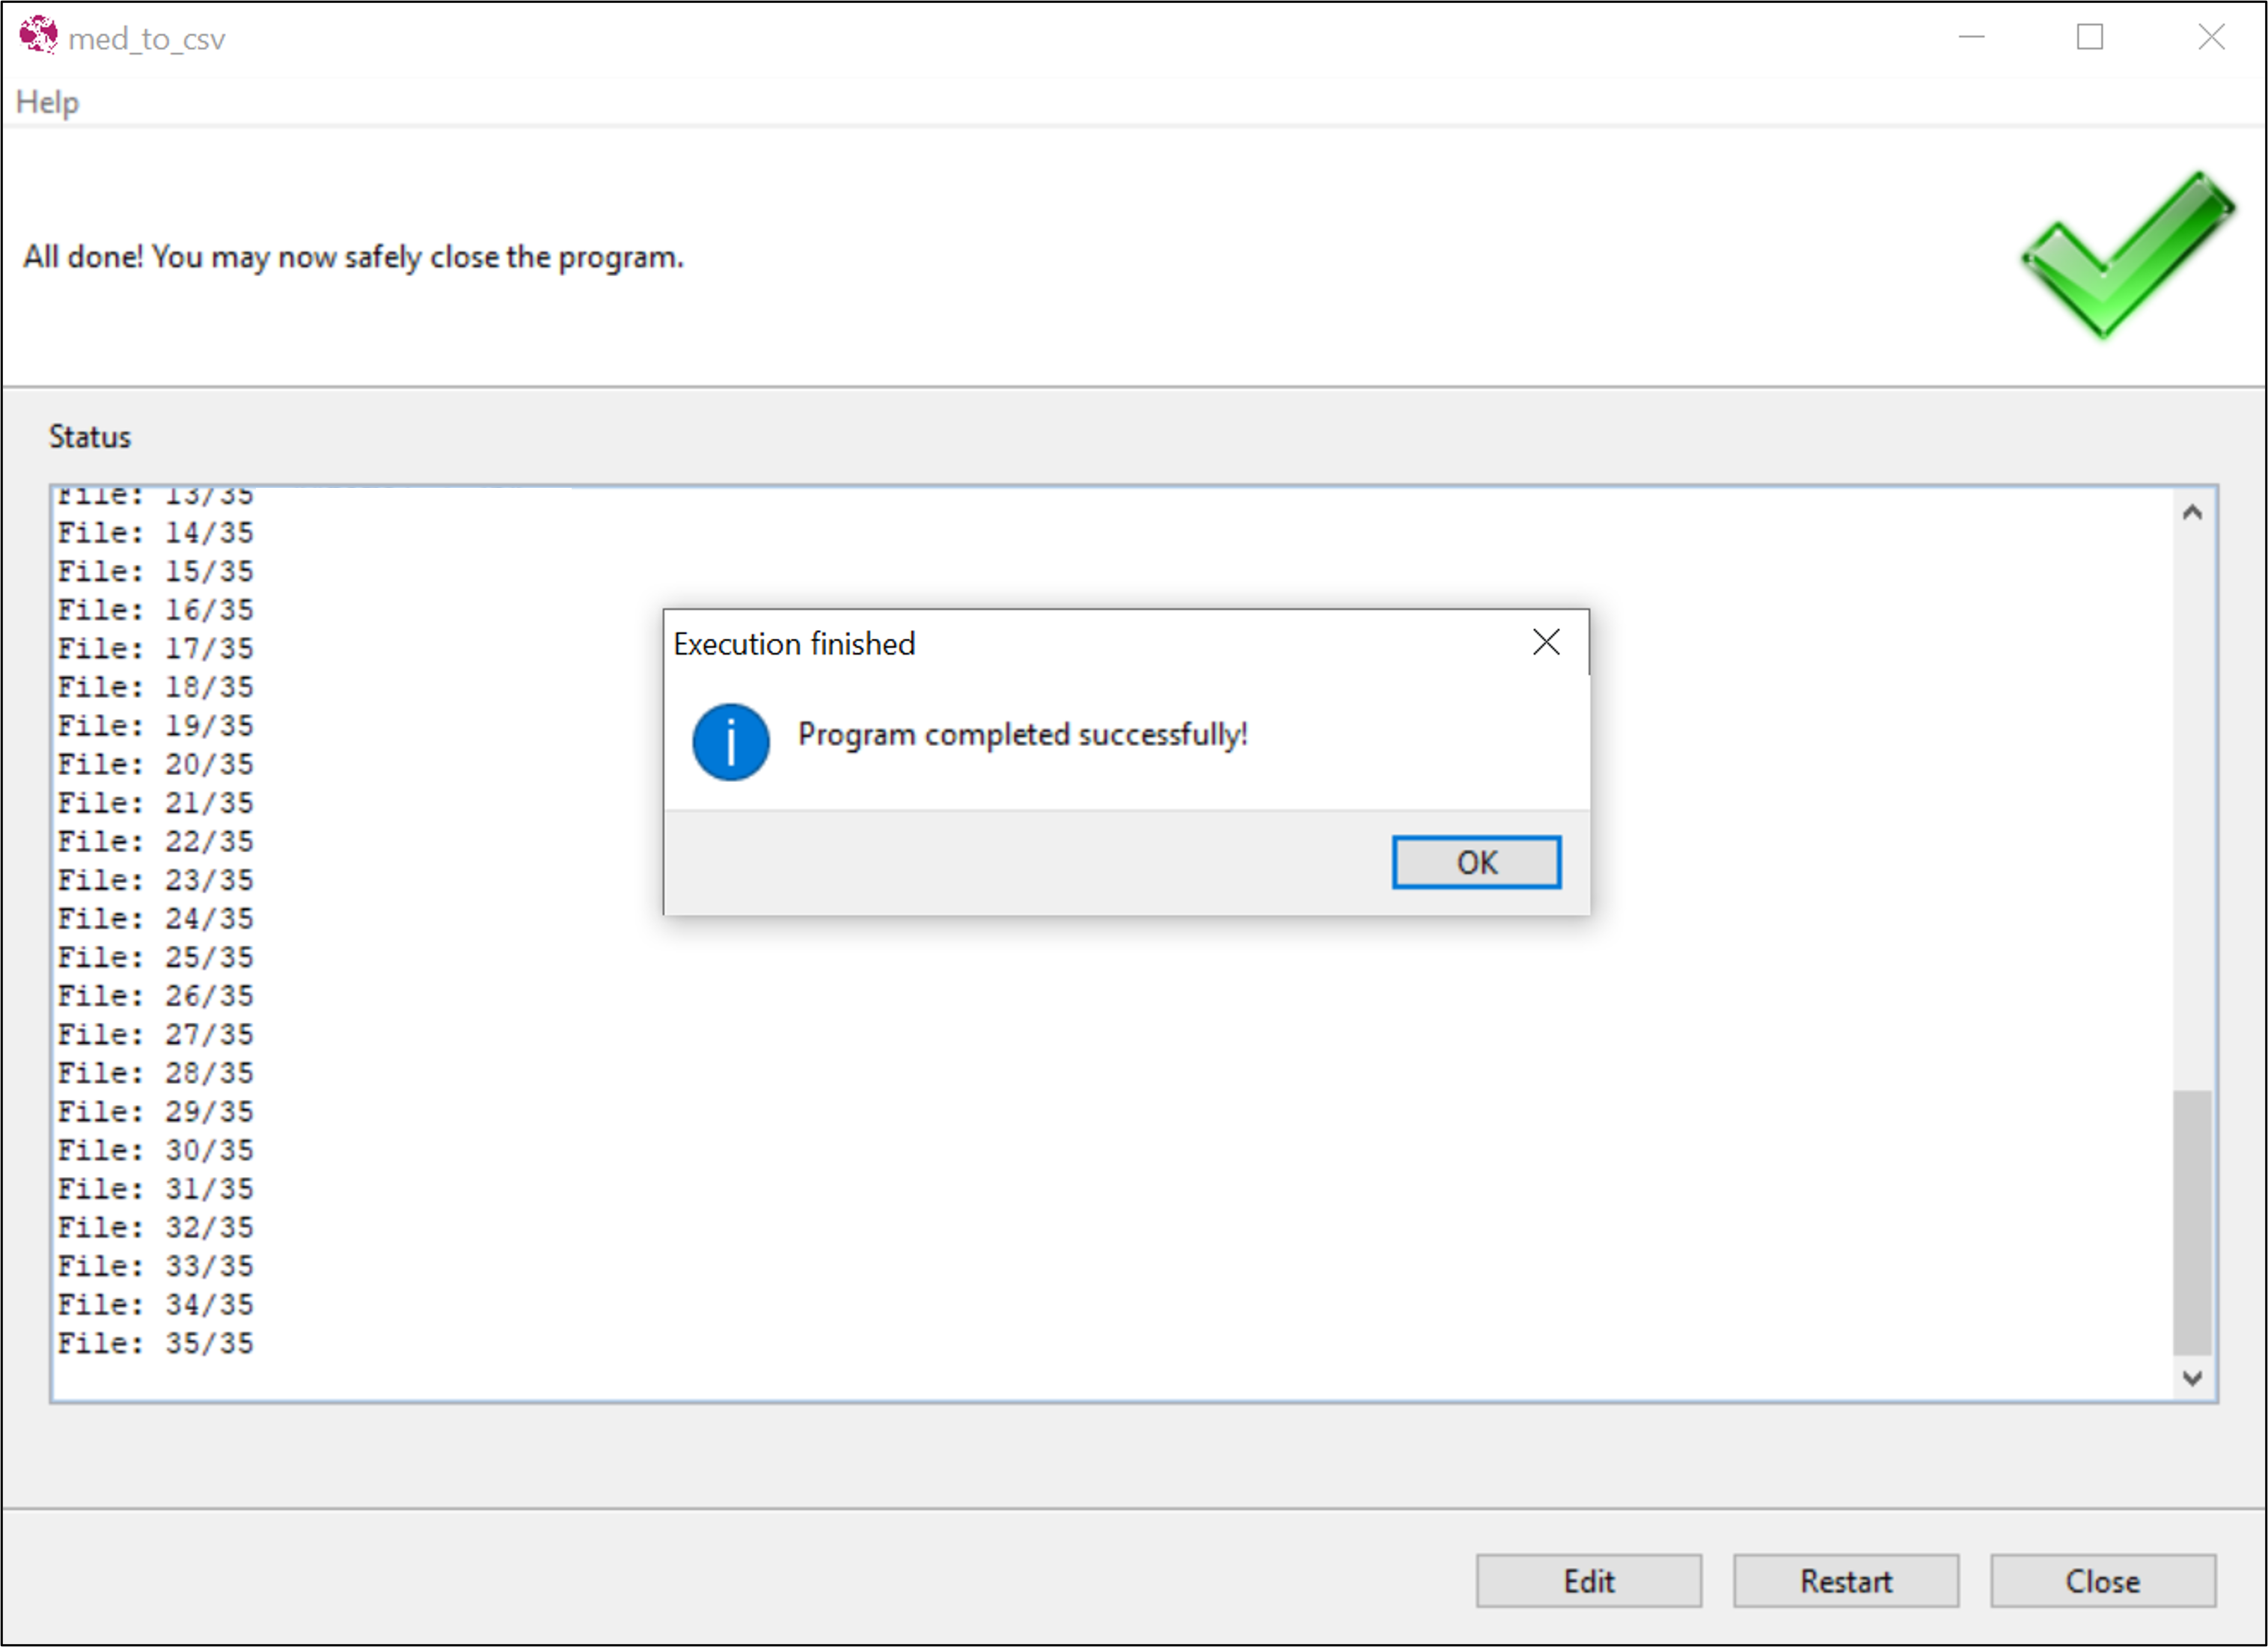 med_to_csv
Help
All done! You may now safely close the program.
Status
File: 13/35
File: 14/35
File: 15/35
File: 16/35
File: 17/35
File: 18/35
File: 19/35
File: 20/35
File: 21/35
File: 22/35
File: 23/35
File: 24/35
File: 25/35
File: 26/35
File: 27/35
File: 28/35
File: 29/35
File: 30/35
File: 31/35
File: 32/35
File: 33/35
File: 34/35
File: 35/35
Execution finished
Program completed successfully!
OK
Edit
Restart
Close